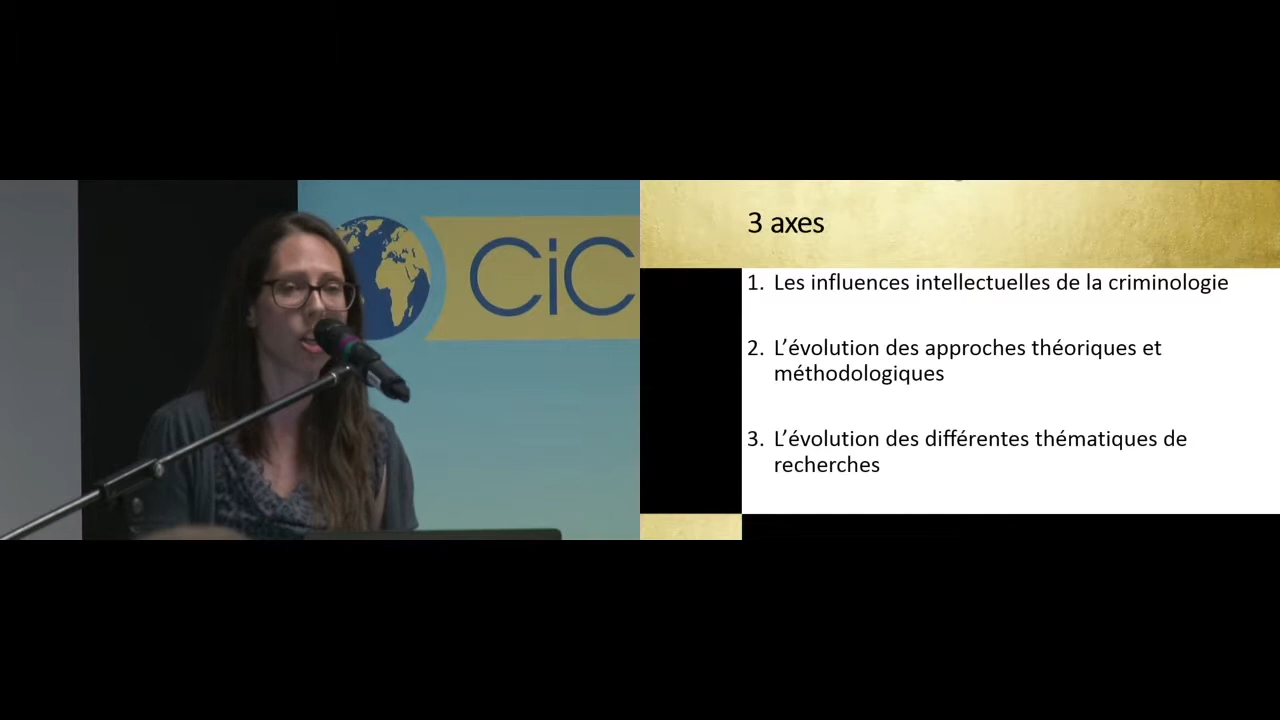 CiC
3 axes
1. Les influences intellectuelles de la criminologie
2. L’évolution des approches théoriques et
méthodologiques
3. L’évolution des différentes thématiques de
recherches